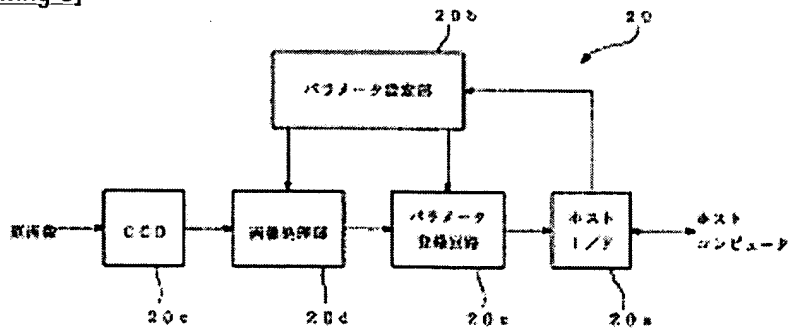 20b
20
パラメータ設定部
原画像
CCD
画像処理部
パラメータ
登録回路
ホスト
I/F
ホスト
コンピュータ
20c
20d
20e
20a